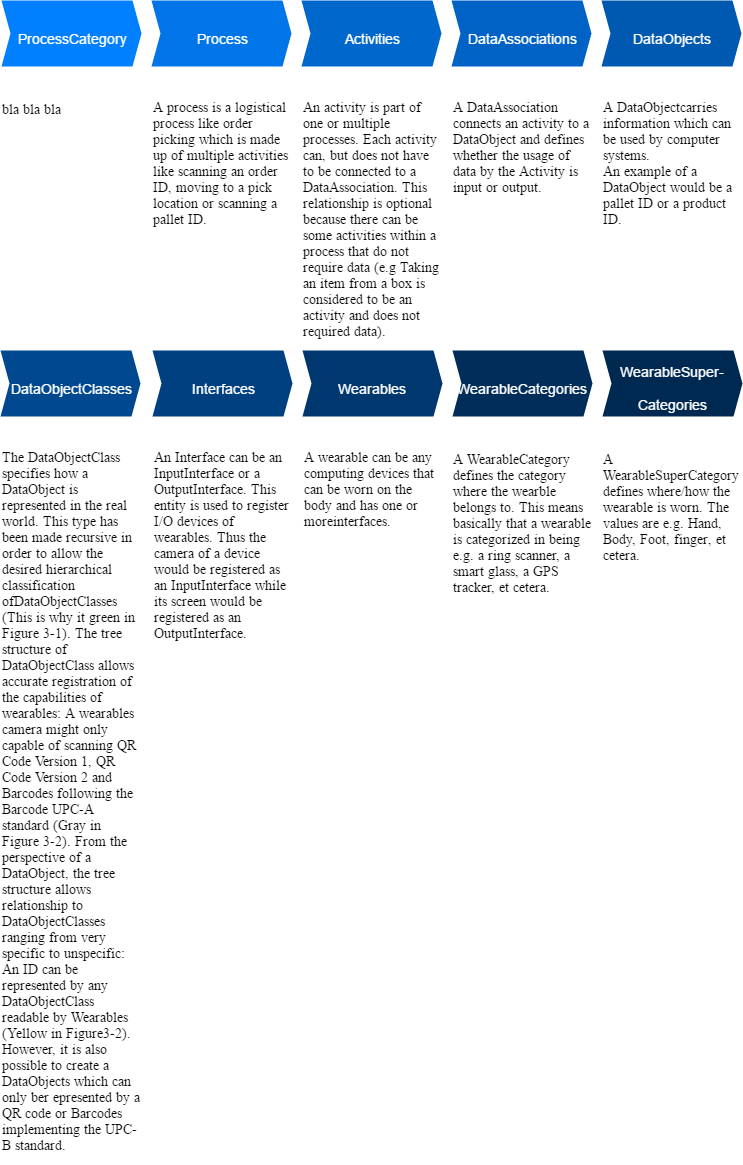 ProcessCategory
Process
Activities
DataAssociations
DataObjects
bla bla bla
A process is a logistical
process like order
picking which is made
up of multiple activities
like scanning an order
ID, moving to a pick
location or scanning a
pallet ID.
An activity is part of
one or multiple
processes. Each activity
can, but does not have
to be connected to a
DataAssociation. This
relationship is optional
because there can be
some activities within a
process that do not
require data (e.g Taking
an item from a box is
considered to be an
activity and does not
required data).
A DataAssociation
connects an activity to a
DataObject and defines
whether the usage of
data by the Activity is
input or output.
A DataObjectcarries
information which can
be used by computer
systems.
An example of a
DataObject would be a
pallet ID or a product
ID.
DataObjectClasses
Interfaces
Wearables
WearableCategories
WearableSuper-
Categories
The DataObjectClass
specifies how a
DataObject is
represented in the real
world. This type has
been made recursive in
order to allow the
desired hierarchical
classification
ofDataObjectClasses
(This is why it green in
Figure 3-1). The tree
structure of
DataObjectClass allows
accurate registration of
the capabilities of
wearables: A wearables
camera might only
capable of scanning QR
Code Version 1, QR
Code Version 2 and
Barcodes following the
Barcode UPC-A
standard (Gray in
Figure 3-2). From the
perspective of a
DataObject, the tree
structure allows
relationship to
DataObjectClasses
ranging from very
specific to unspecific:
An ID can be
represented by any
DataObjectClass
readable by Wearables
(Yellow in Figure3-2).
However, it is also
possible to create a
DataObjects which can
only ber epresented by a
QR code or Barcodes
implementing the UPC-
B standard.
An Interface can be an
InputInterface or a
OutputInterface. This
entity is used to register
I/O devices of
wearables. Thus the
camera of a device
would be registered as
an InputInterface while
its screen would be
registered as an
OutputInterface.
A wearable can be any
computing devices that
can be worn on the
body and has one or
moreinterfaces.
A WearableCategory
defines the category
where the wearble
belongs to. This means
basically that a wearable
is categorized in being
e.g. a ring scanner, a
smart glass, a GPS
tracker, et cetera.
A
WearableSuperCategory
defines where/how the
wearable is worn. The
values are e.g. Hand,
Body, Foot, finger, et
cetera.